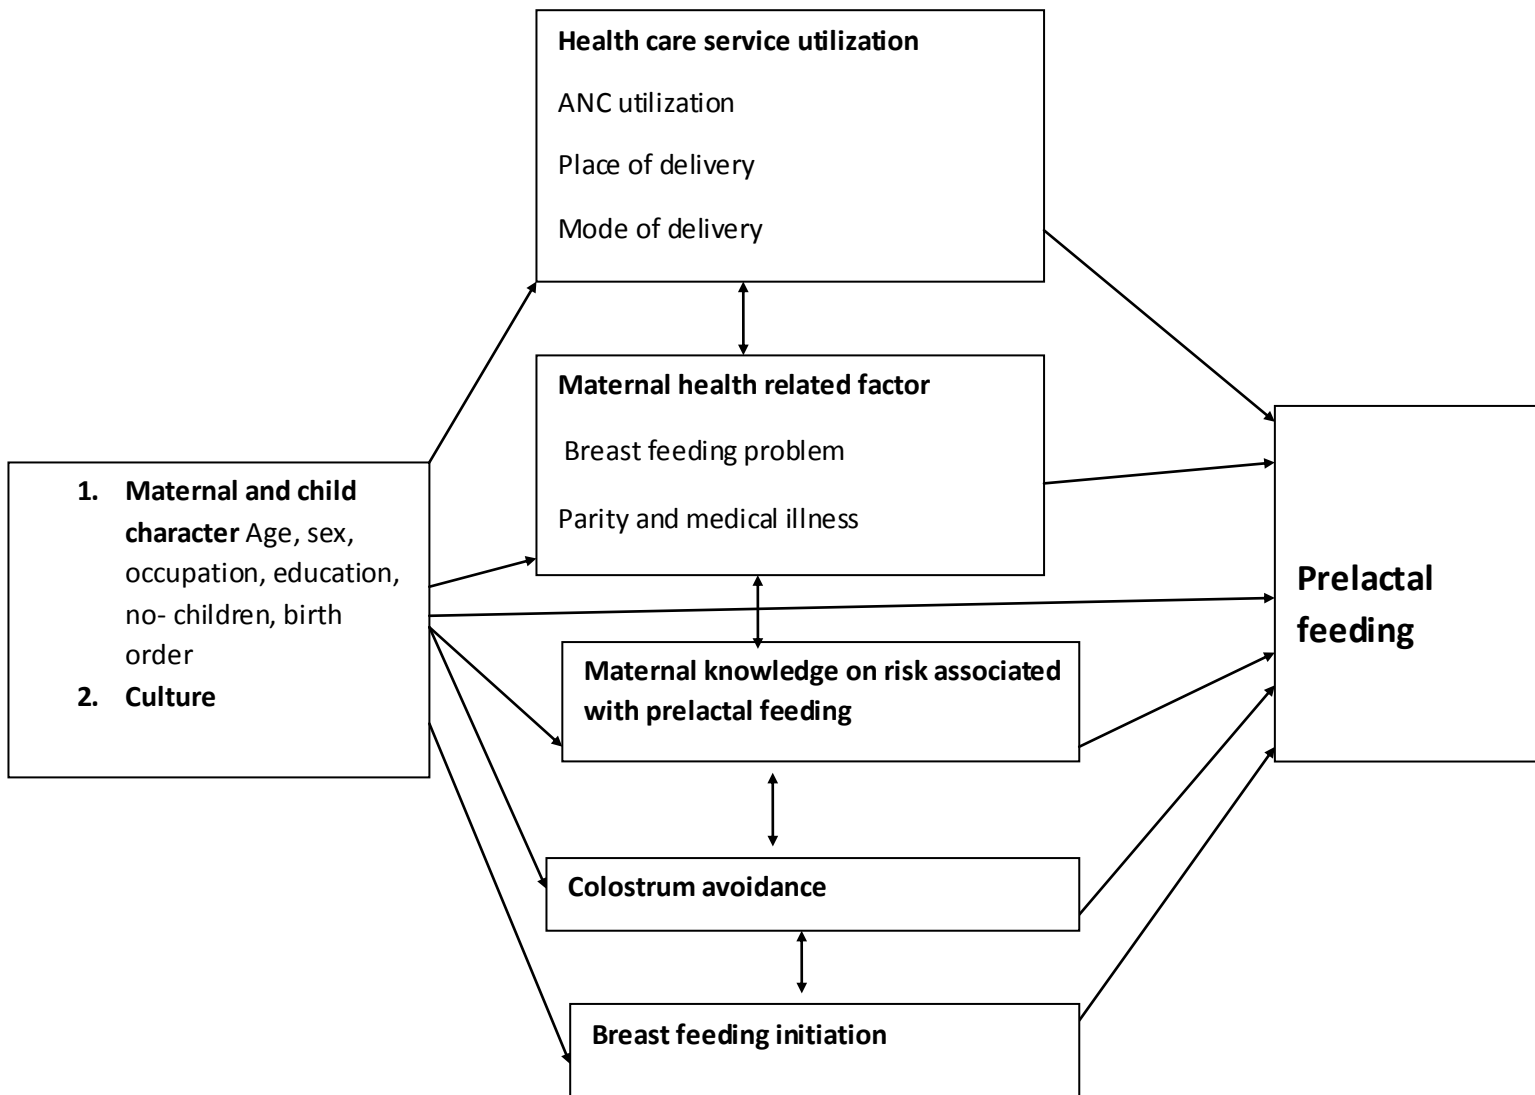 Health care service utilization
ANC utilization
Place of delivery
Mode of delivery
Maternal health related factor
Breast feeding problem
Parity and medical illness
1. Maternal and child
character Age, sex,
occupation, education,
no- children, birth
order
2. Culture
Maternal knowledge on risk associated
with prelactal feeding
Colostrum avoidance
Breast feeding initiation
Prelactal
feeding